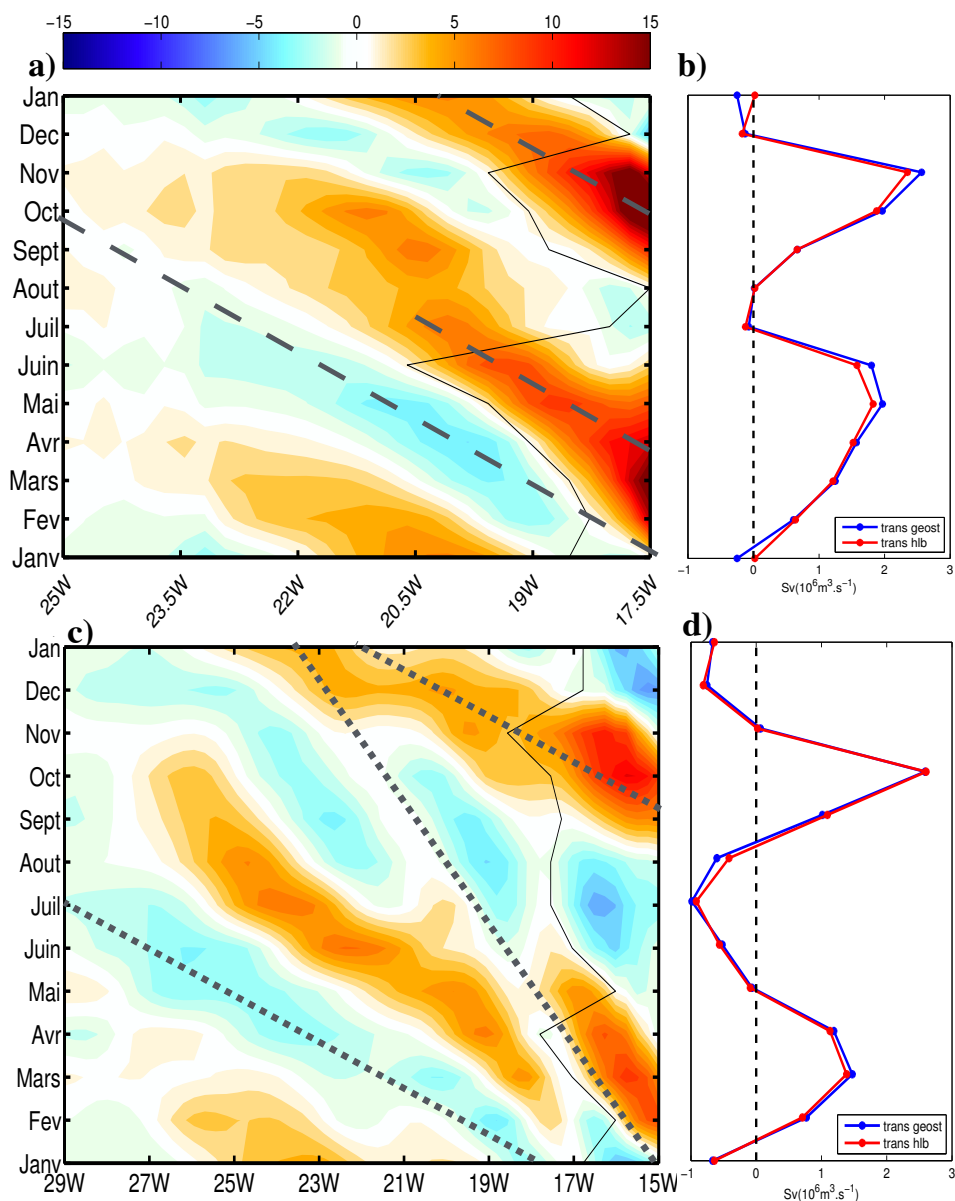 −15 −10 −5 0 5 10 15
a)
b)
Jan
Dec
Nov
Oct
Sept
Aout
Juil
Juin
Mai
Avr
Mars
Fev
Janv
25W 23.5W 22W 20.5W 19W 17.5W
trans geost
trans hlb
−1 0 1 2 3
Sv(10⁶m³.s⁻¹)
c)
d)
Jan
Dec
Nov
Oct
Sept
Aout
Juil
Juin
Mai
Avr
Mars
Fev
Janv
29W 27W 25W 23W 21W 19W 17W 15W
trans geost
trans hlb
−1 0 1 2 3
Sv(10⁶m³.s⁻¹)